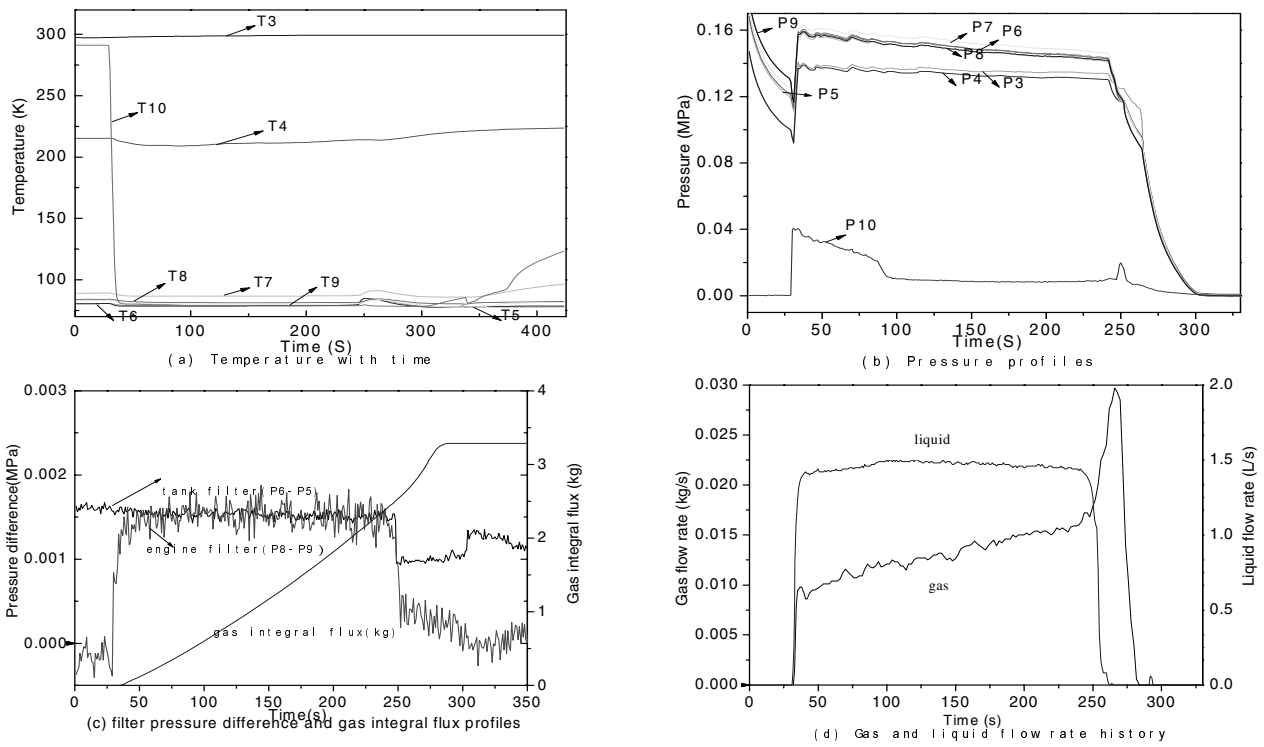 T3
T10
T4
T8
T7
T9
T6
T5
300
250
200
150
100
Temperature (K)
0
100
200
300
400
Time (S)
(a) Temperature with time
P9
P7
P6
P8
P5
P4
P3
P10
0.16
0.12
0.08
0.04
0.00
Pressure (MPa)
0
50
100
150
200
250
300
Time(S)
(b) Pressure profiles
0.003
0.002
0.001
0.000
Pressure difference(MPa)
tank filter(P6-P5)
engine filter(P8-P9)
gas integral flux(kg)
4
3
2
1
0
Gas integral flux (kg)
0
50
100
150
200
250
300
350
Time(s)
(c) filter pressure difference and gas integral flux profiles
0.030
0.025
0.020
0.015
0.010
0.005
0.000
Gas flow rate (kg/s)
liquid
gas
2.0
1.5
1.0
0.5
0.0
Liquid flow rate (L/s)
0
50
100
150
200
250
300
Time (s)
(d) Gas and liquid flow rate history